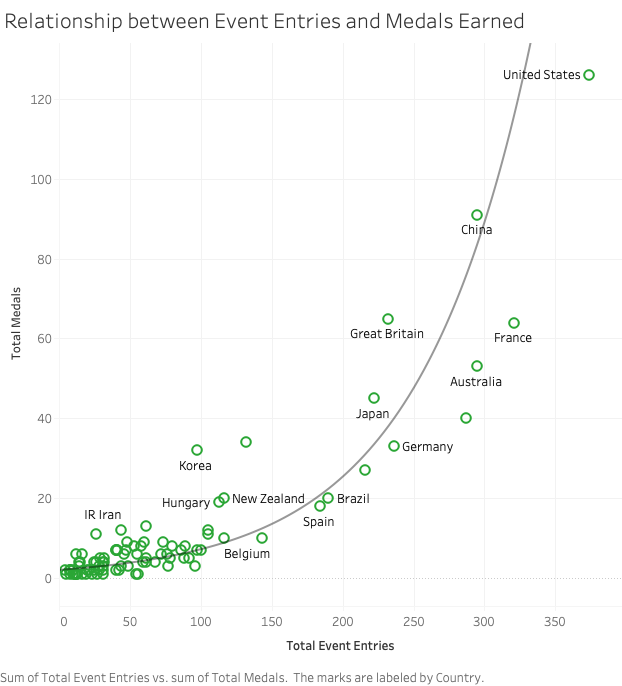 Relationship between Event Entries and Medals Earned
United States
120
100
China
80
Total Medals
Great Britain
France
60
Australia
Japan
40
Germany
Korea
Hungary
New Zealand
Brazil
20
IR Iran
Spain
Belgium
0
0
50
100
150
200
250
300
350
Total Event Entries
Sum of Total Event Entries vs. sum of Total Medals. The marks are labeled by Country.